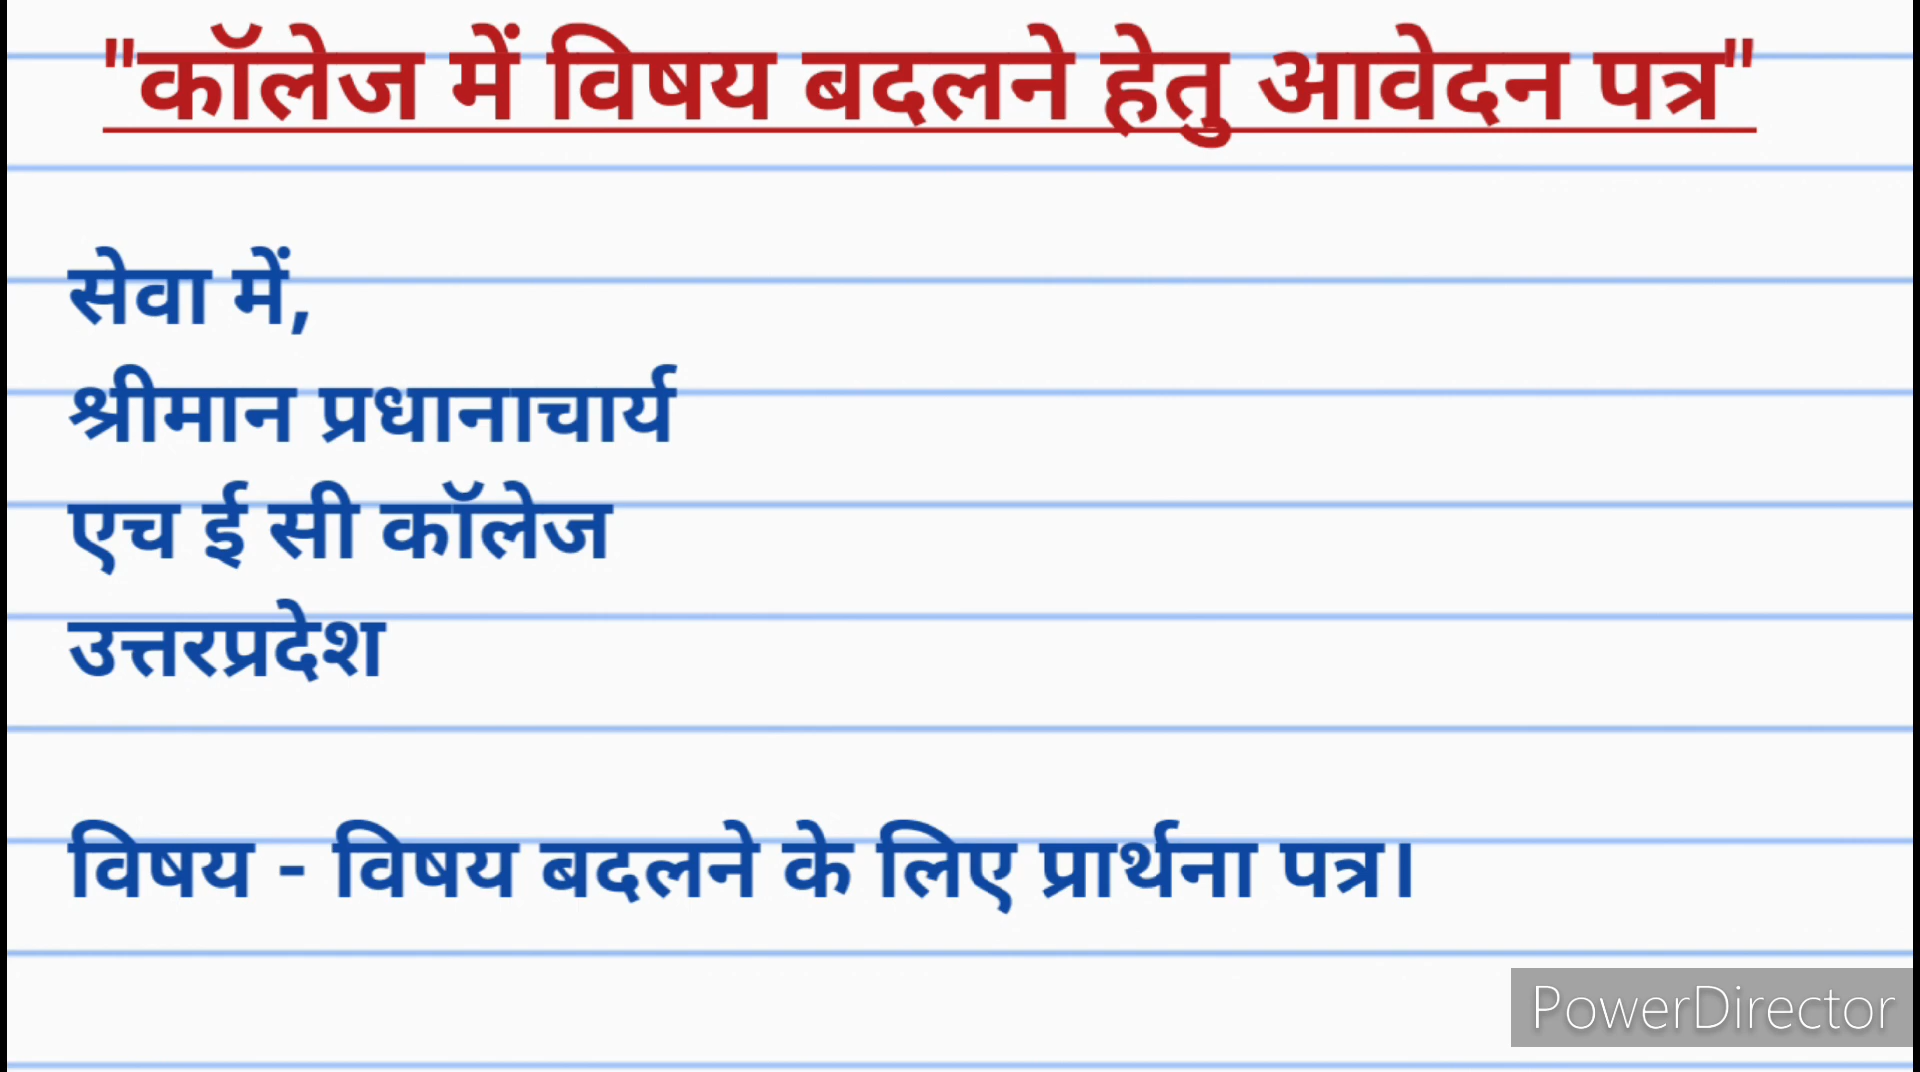 "कॉलेज में विषय बदलने हेतु आवेदन पत्र"
सेवा में,
श्रीमान प्रधानाचार्य
एच ई सी कॉलेज
उत्तरप्रदेश
विषय - विषय बदलने के लिए प्रार्थना पत्र।
PowerDirector